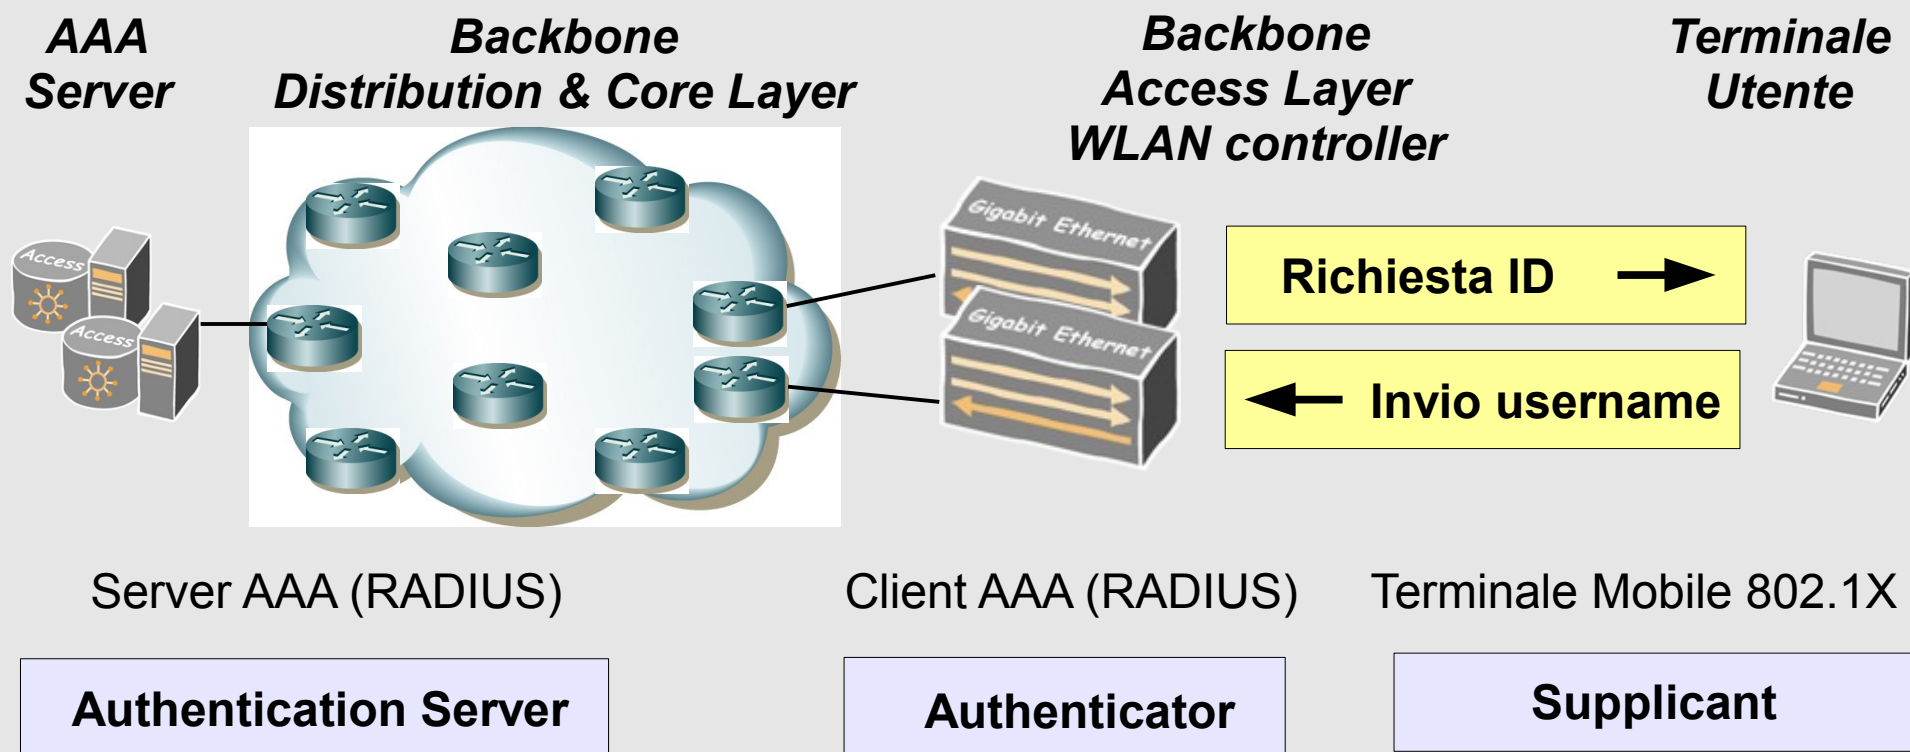 AAA
Server
Backbone
Distribution & Core Layer
Backbone
Access Layer
WLAN controller
Terminale
Utente
Access
Access
Gigabit Ethernet
Gigabit Ethernet
Richiesta ID
Invio username
Server AAA (RADIUS)
Client AAA (RADIUS)
Terminale Mobile 802.1X
Authentication Server
Authenticator
Supplicant